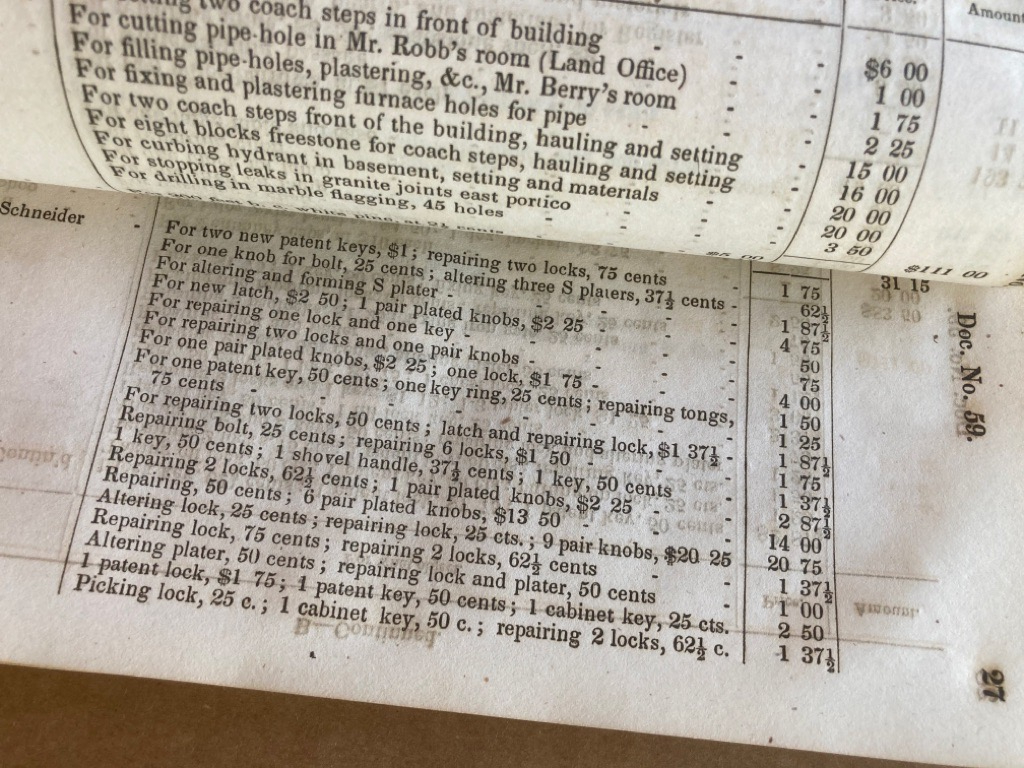 Amount
two coach steps in front of building - $6 00
For cutting pipe-hole in Mr. Robb's room (Land Office) - - 1 00
For filling pipe-holes, plastering, &c., Mr. Berry's room - - 1 75
For fixing and plastering furnace holes for pipe - - - 2 25
For two coach steps front of the building, hauling and setting - 15 00
For eight blocks freestone for coach steps, hauling and setting - 16 00
For curbing hydrant in basement, setting and materials - - 20 00
For stopping leaks in granite joints east portico - - - 20 00
For drilling in marble flagging, 45 holes - - - 3 50
$111 00
31 15
Schneider -
For two new patent keys, $1; repairing two locks, 75 cents - 1 75
For one knob for bolt, 25 cents; altering three S platers, 37½ cents - 62½
For altering and forming S plater - - - - 1 87½
For new latch, $2 50; 1 pair plated knobs, $2 25 - - 4 75
For repairing one lock and one key - - - - 50
For repairing two locks and one pair knobs - - - 75
For one pair plated knobs, $2 25; one lock, $1 75 - - - 4 00
For one patent key, 50 cents; one key ring, 25 cents; repairing tongs,
75 cents - - - - - 1 50
For repairing two locks, 50 cents; latch and repairing lock, $1 37½ - 1 25
Repairing bolt, 25 cents; repairing 6 locks, $1 50 - - 1 87½
1 key, 50 cents; 1 shovel handle, 37½ cents; 1 key, 50 cents - 1 75
Repairing 2 locks, 62½ cents; 1 pair plated knobs, $2 25 - - 1 37½
Repairing, 50 cents; 6 pair plated knobs, $13 50 - - 2 87½
Altering lock, 25 cents; repairing lock, 25 cts.; 9 pair knobs, $20 25 14 00
Repairing lock, 75 cents; repairing 2 locks, 62½ cents - - 20 75
Altering plater, 50 cents; repairing lock and plater, 50 cents - 1 37½
1 patent lock, $1 75; 1 patent key, 50 cents; 1 cabinet key, 25 cts. 1 00
2 50
Picking lock, 25 c.; 1 cabinet key, 50 c.; repairing 2 locks, 62½ c. 1 37½
Doc. No. 59.
27